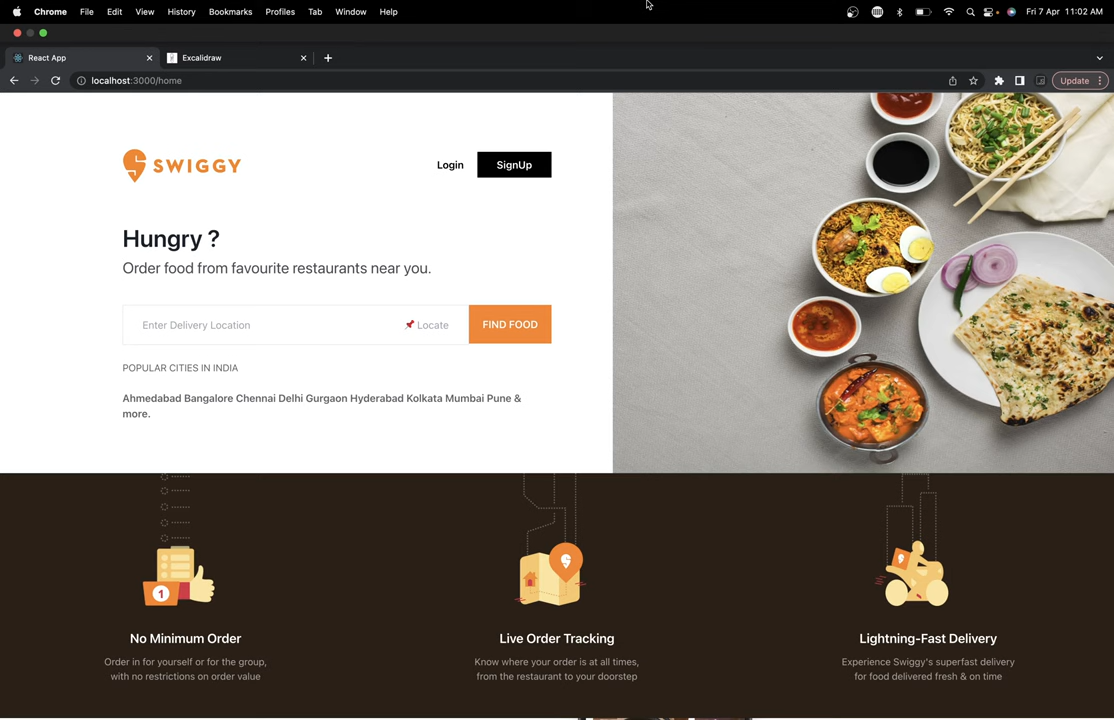 Chrome File Edit View History Bookmarks Profiles Tab Window Help Fri 7 Apr 11:02 AM
React App Excalidraw
localhost:3000/home Update
SWIGGY Login SignUp
Hungry ?
Order food from favourite restaurants near you.
Enter Delivery Location Locate FIND FOOD
POPULAR CITIES IN INDIA
Ahmedabad Bangalore Chennai Delhi Gurgaon Hyderabad Kolkata Mumbai Pune &
more.
1
No Minimum Order
Order in for yourself or for the group,
with no restrictions on order value
Live Order Tracking
Know where your order is at all times,
from the restaurant to your doorstep
Lightning-Fast Delivery
Experience Swiggy's superfast delivery
for food delivered fresh & on time